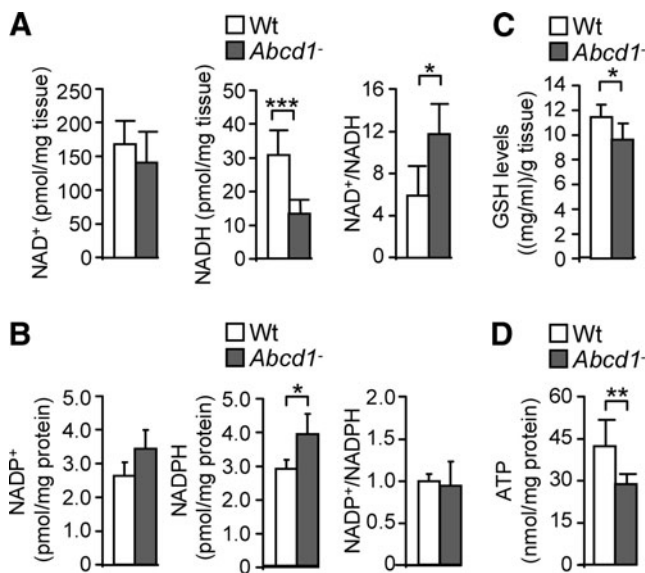 A
Wt
Abcd1-
C
Wt
Abcd1-
NAD+ (pmol/mg tissue)
250
200
150
100
50
0
NADH (pmol/mg tissue)
50
40
30
20
10
0
***
NAD+/NADH
16
12
8
4
0
*
GSH levels
((mg/ml)/g tissue)
14
12
10
8
6
4
2
0
*
B
Wt
Abcd1-
D
Wt
Abcd1-
NADP+
(pmol/mg protein)
5.0
4.0
3.0
2.0
1.0
0.0
NADPH
(pmol/mg protein)
5.0
4.0
3.0
2.0
1.0
0.0
*
NADP+/NADPH
2.0
1.5
1.0
0.5
0.0
ATP
(nmol/mg protein)
60
45
30
15
0
**